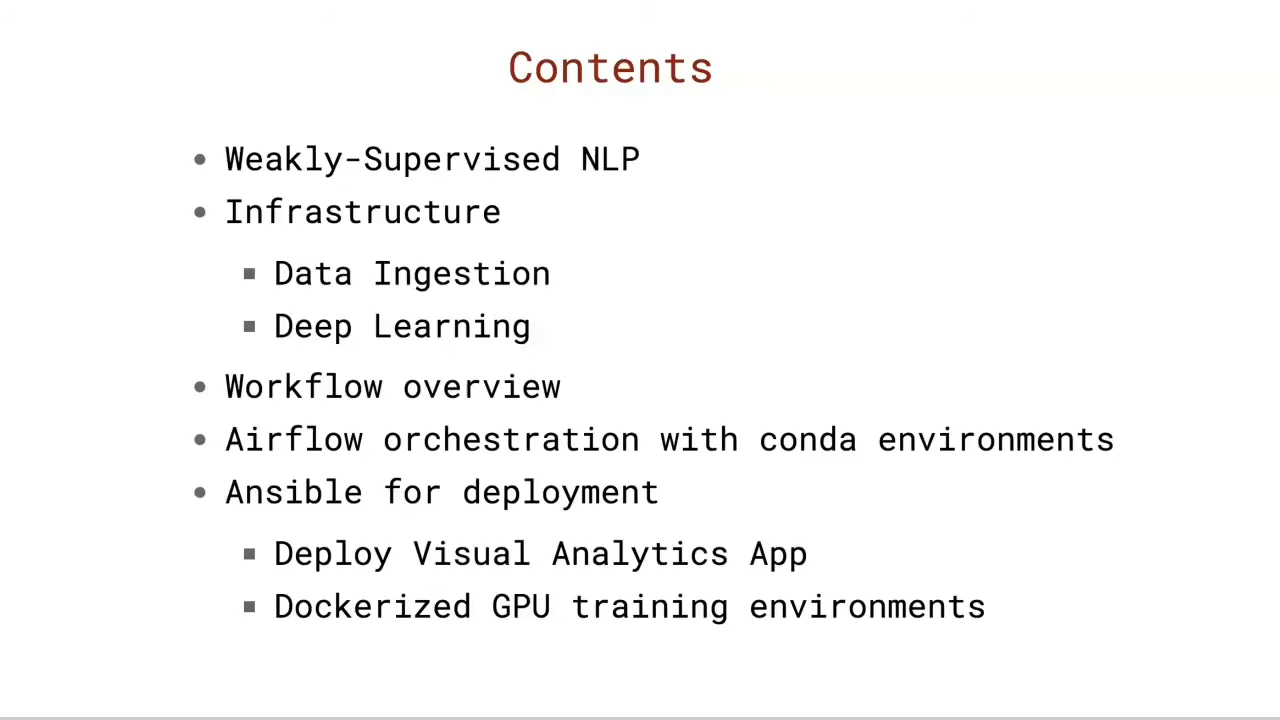 Contents
Weakly-Supervised NLP
Infrastructure
Data Ingestion
Deep Learning
Workflow overview
Airflow orchestration with conda environments
Ansible for deployment
Deploy Visual Analytics App
Dockerized GPU training environments